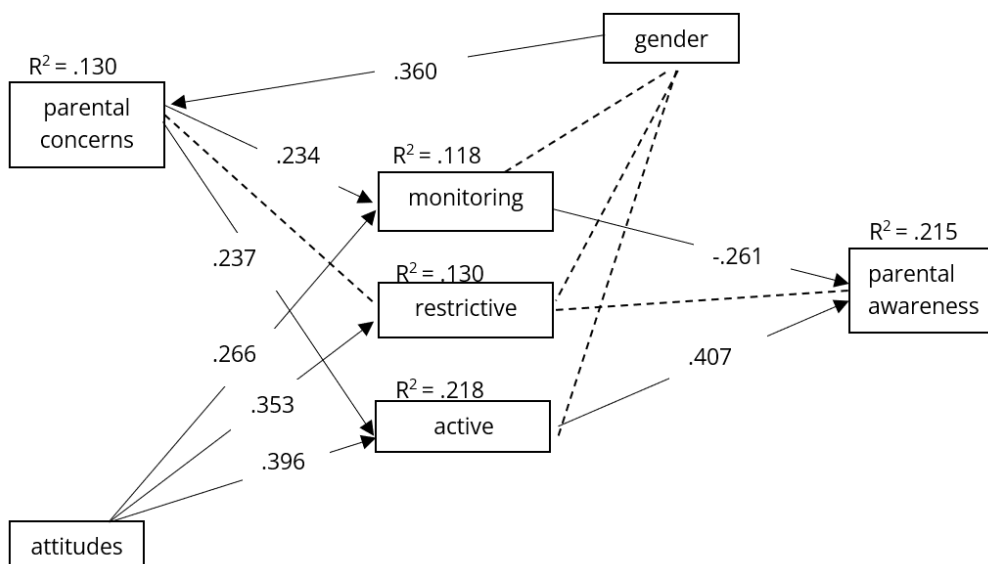 gender
R² = .130
.360
parental
concerns
.234
R² = .118
monitoring
.237
-.261
R² = .215
R² = .130
parental
restrictive
awareness
.266
.407
.353
R² = .218
active
.396
attitudes